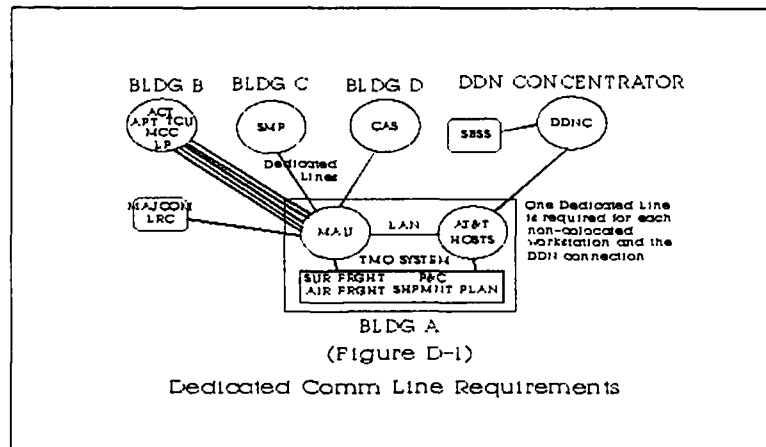 BLDG B BLDG C BLDG D DDN CONCENTRATOR
ACT
APT TCU
MCC
LP
SMP
CAS
SBSS
DDNC
Dedicated
Lines
MAJCOM
LRC
MAU
LAN
AT&T
HOSTS
One Dedicated Line
is required for each
non-colocated
workstation and the
DDN connection
TMO SYSTEM
SUR FRGHT P&C
AIR FRGHT SHPMNT PLAN
BLDG A
(Figure D-1)
Dedicated Comm Line Requirements